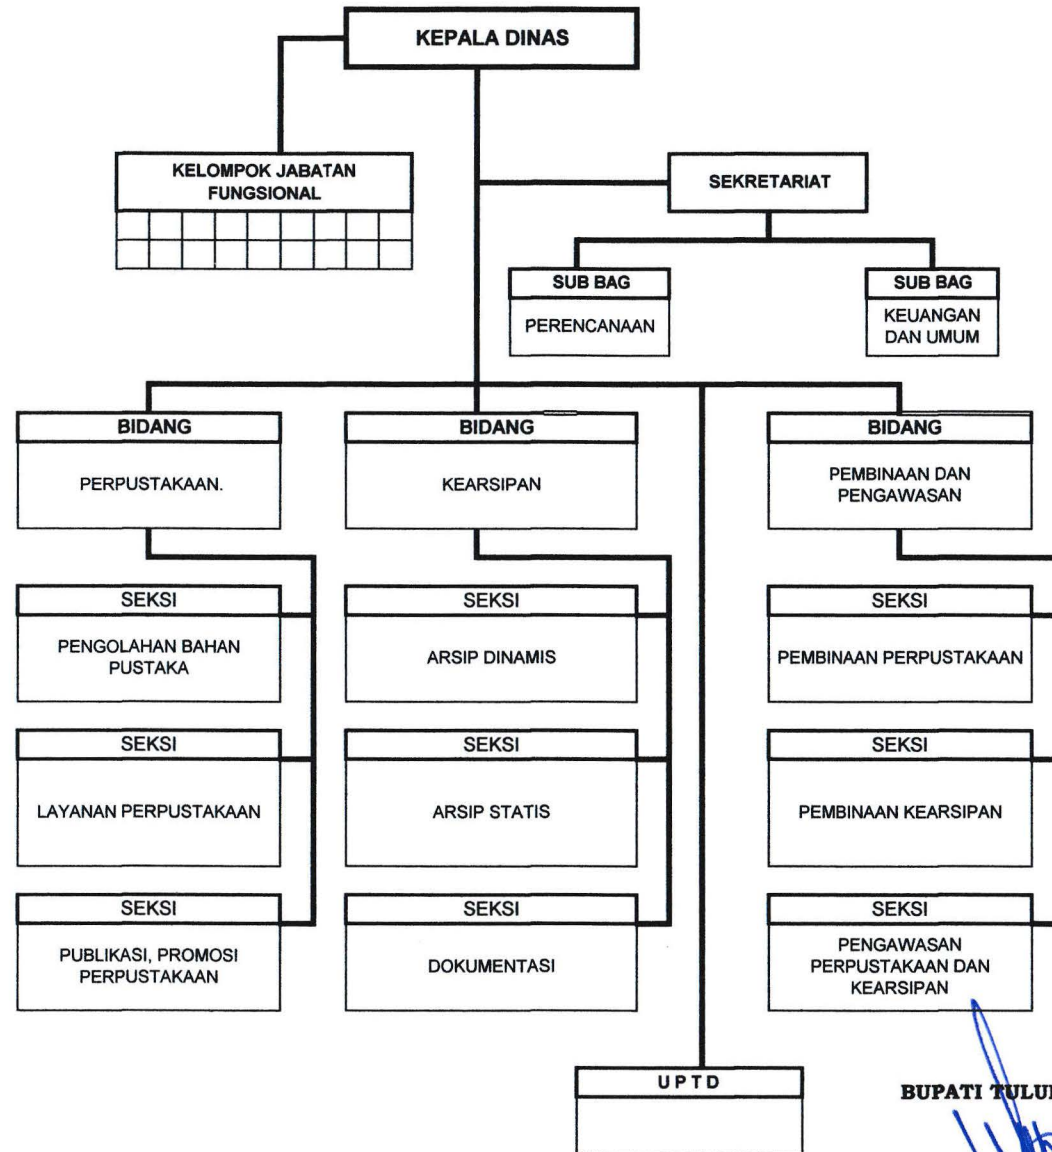 KEPALA DINAS
KELOMPOK JABATAN
FUNGSIONAL
SEKRETARIAT
SUB BAG
PERENCANAAN
SUB BAG
KEUANGAN
DAN UMUM
BIDANG
PERPUSTAKAAN.
BIDANG
KEARSIPAN
BIDANG
PEMBINAAN DAN
PENGAWASAN
SEKSI
PENGOLAHAN BAHAN
PUSTAKA
SEKSI
ARSIP DINAMIS
SEKSI
PEMBINAAN PERPUSTAKAAN
SEKSI
LAYANAN PERPUSTAKAAN
SEKSI
ARSIP STATIS
SEKSI
PEMBINAAN KEARSIPAN
SEKSI
PUBLIKASI, PROMOSI
PERPUSTAKAAN
SEKSI
DOKUMENTASI
SEKSI
PENGAWASAN
PERPUSTAKAAN DAN
KEARSIPAN
U P T D
BUPATI